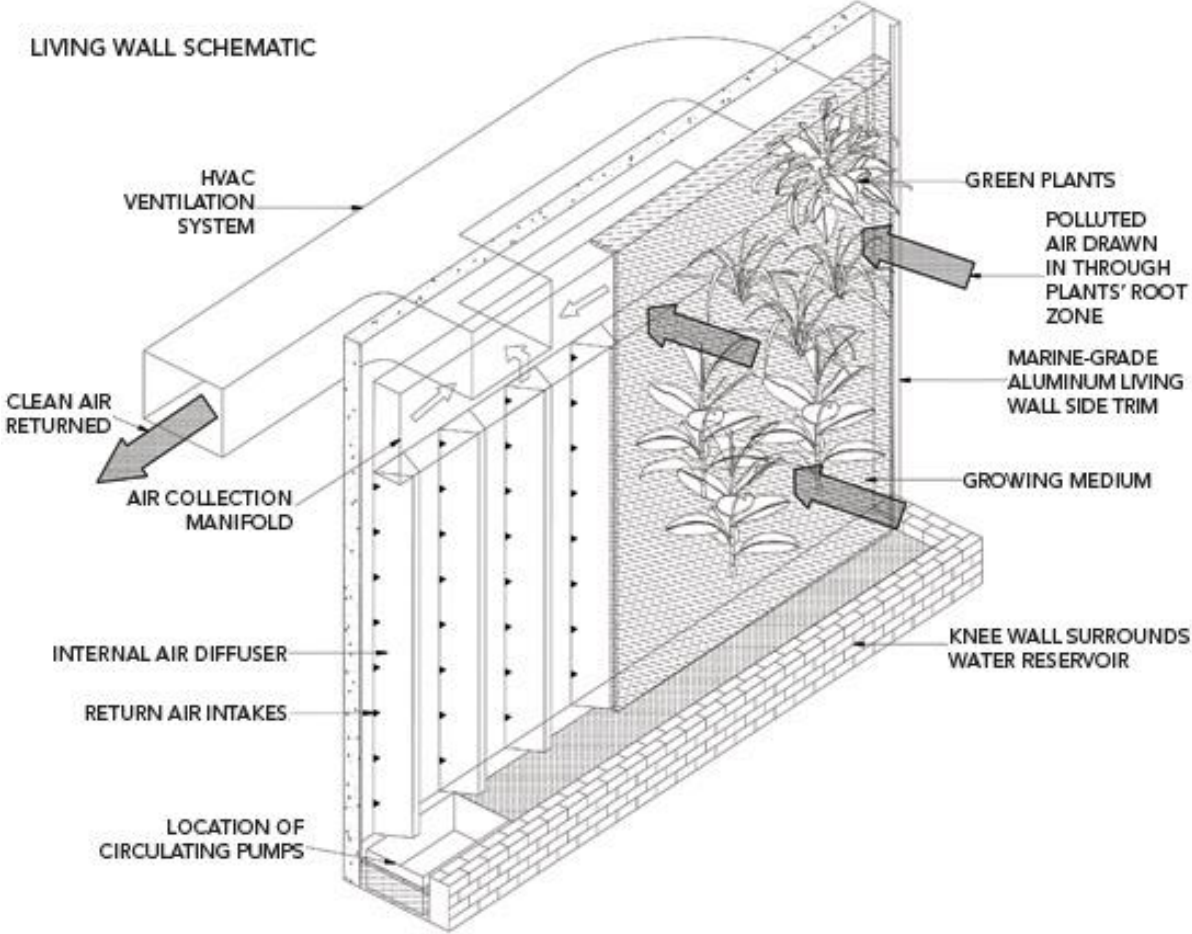 LIVING WALL SCHEMATIC
HVAC
VENTILATION
SYSTEM
GREEN PLANTS
POLLUTED
AIR DRAWN
IN THROUGH
PLANTS' ROOT
ZONE
MARINE-GRADE
ALUMINUM LIVING
WALL SIDE TRIM
CLEAN AIR
RETURNED
AIR COLLECTION
MANIFOLD
GROWING MEDIUM
INTERNAL AIR DIFFUSER
KNEE WALL SURROUNDS
WATER RESERVOIR
RETURN AIR INTAKES
LOCATION OF
CIRCULATING PUMPS